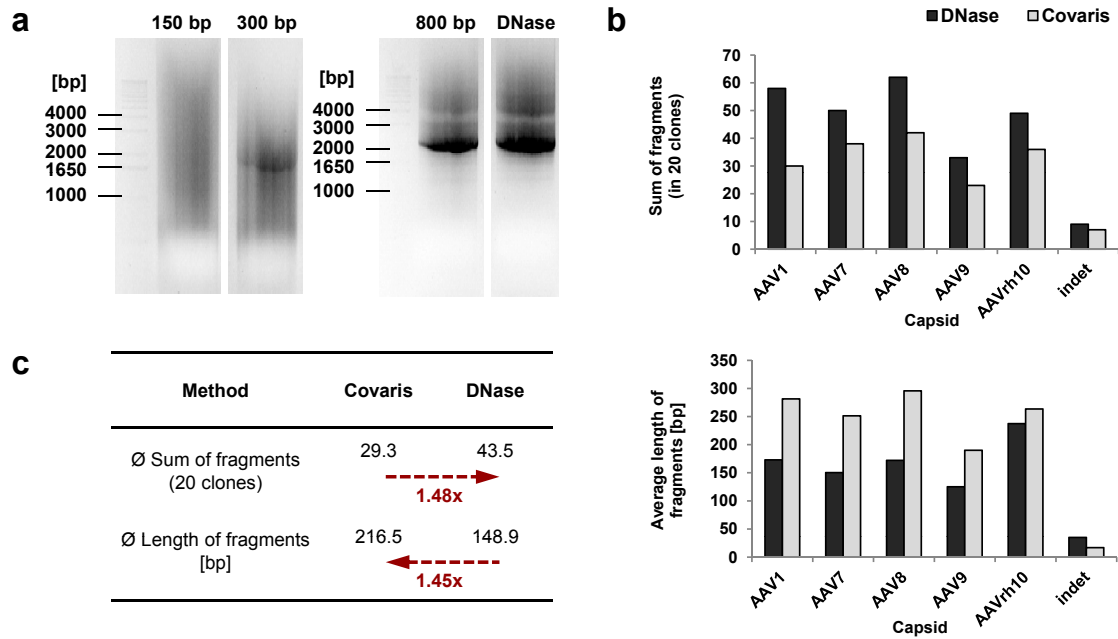 a
150 bp 300 bp 800 bp DNase
[bp] [bp]
4000 4000
3000 3000
2000 2000
1650 1650
1000 1000
b
DNase Covaris
Sum of fragments
(in 20 clones)
70
60
50
40
30
20
10
0
AAV1 AAV7 AAV8 AAV9 AAVrh10 indet
Capsid
Average length of
fragments [bp]
350
300
250
200
150
100
50
0
AAV1 AAV7 AAV8 AAV9 AAVrh10 indet
Capsid
c
Method Covaris DNase
Ø Sum of fragments
(20 clones)
29.3 43.5
1.48x
Ø Length of fragments
[bp]
216.5 148.9
1.45x